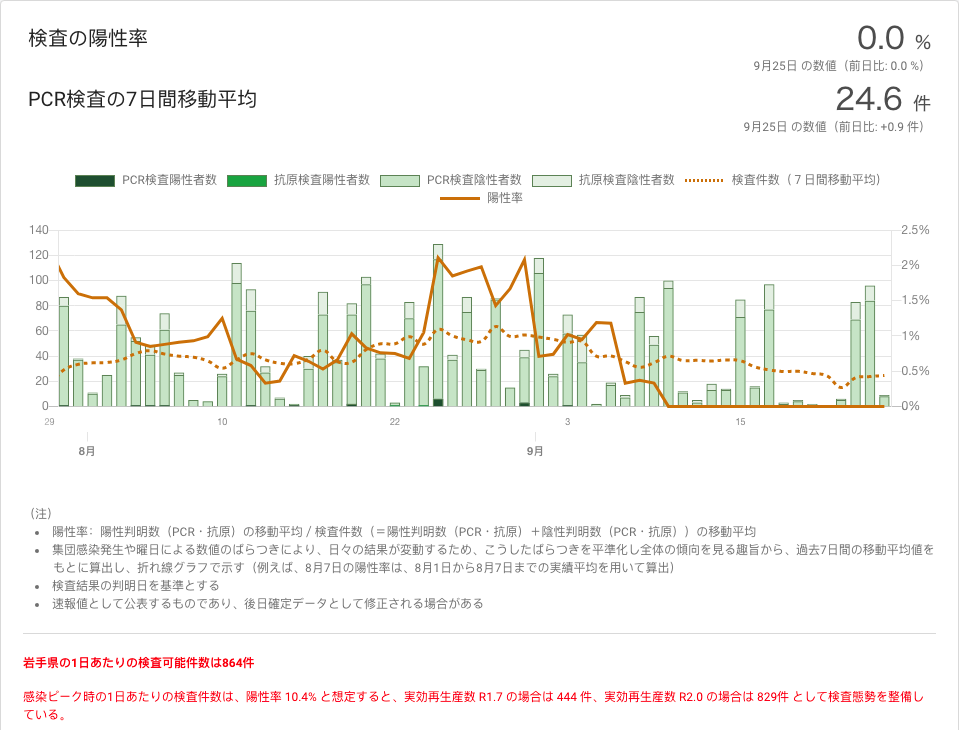 検査の陽性率
0.0 %
9月25日 の数値（前日比: 0.0 %）
PCR検査の7日間移動平均
24.6 件
9月25日 の数値（前日比: +0.9 件）
PCR検査陽性者数 抗原検査陽性者数 PCR検査陰性者数 抗原検査陰性者数 検査件数（７日間移動平均）
陽性率
140 2.5%
120 2%
100
80 1.5%
60 1%
40 0.5%
20
0 0%
29 10 22 3 15
8月 9月
（注）
• 陽性率：陽性判明数（PCR・抗原）の移動平均 / 検査件数（＝陽性判明数（PCR・抗原）＋陰性判明数（PCR・抗原））の移動平均
• 集団感染発生や曜日による数値のばらつきにより、日々の結果が変動するため、こうしたばらつきを平準化し全体の傾向を見る趣旨から、過去7日間の移動平均値を
もとに算出し、折れ線グラフで示す（例えば、8月7日の陽性率は、8月1日から8月7日までの実績平均を用いて算出）
• 検査結果の判明日を基準とする
• 速報値として公表するものであり、後日確定データとして修正される場合がある
岩手県の1日あたりの検査可能件数は864件
感染ピーク時の1日あたりの検査件数は、陽性率 10.4% と想定すると、実効再生産数 R1.7 の場合は 444 件、実効再生産数 R2.0 の場合は 829件 として検査態勢を整備し
ている。